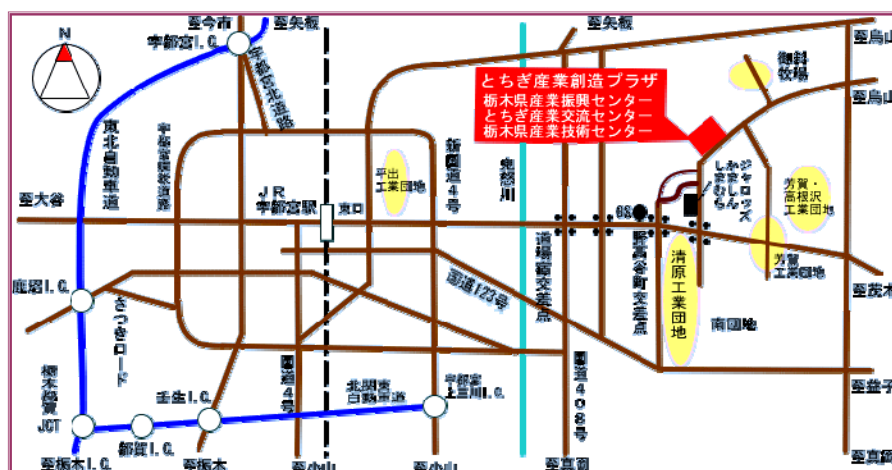 至今市
至矢板
至矢板
至烏山
宇都宮I.C.
N
宇都宮北道路
御料
牧場
とちぎ産業創造プラザ
栃木県産業振興センター
とちぎ産業交流センター
栃木県産業技術センター
至烏山
東北自動車道
宇都宮環状道路
新国道4号
鬼怒川
平出
工業団地
ジャロッズ
かましん
しまむら
芳賀・
高根沢
工業団地
至大谷
JR
宇都宮駅
東口
GS
道場宿交差点
野高谷町交差点
清原工業団地
芳賀
工業団地
国道123号
鹿沼I.C.
さつきロード
至茂木
南団地
国道4号
国道408号
栃木都賀
JCT
壬生I.C.
北関東
自動車道
宇都宮
上三川I.C.
至益子
都賀I.C.
至栃木I.C.
至栃木
至小山
至小山
至真岡
至真岡